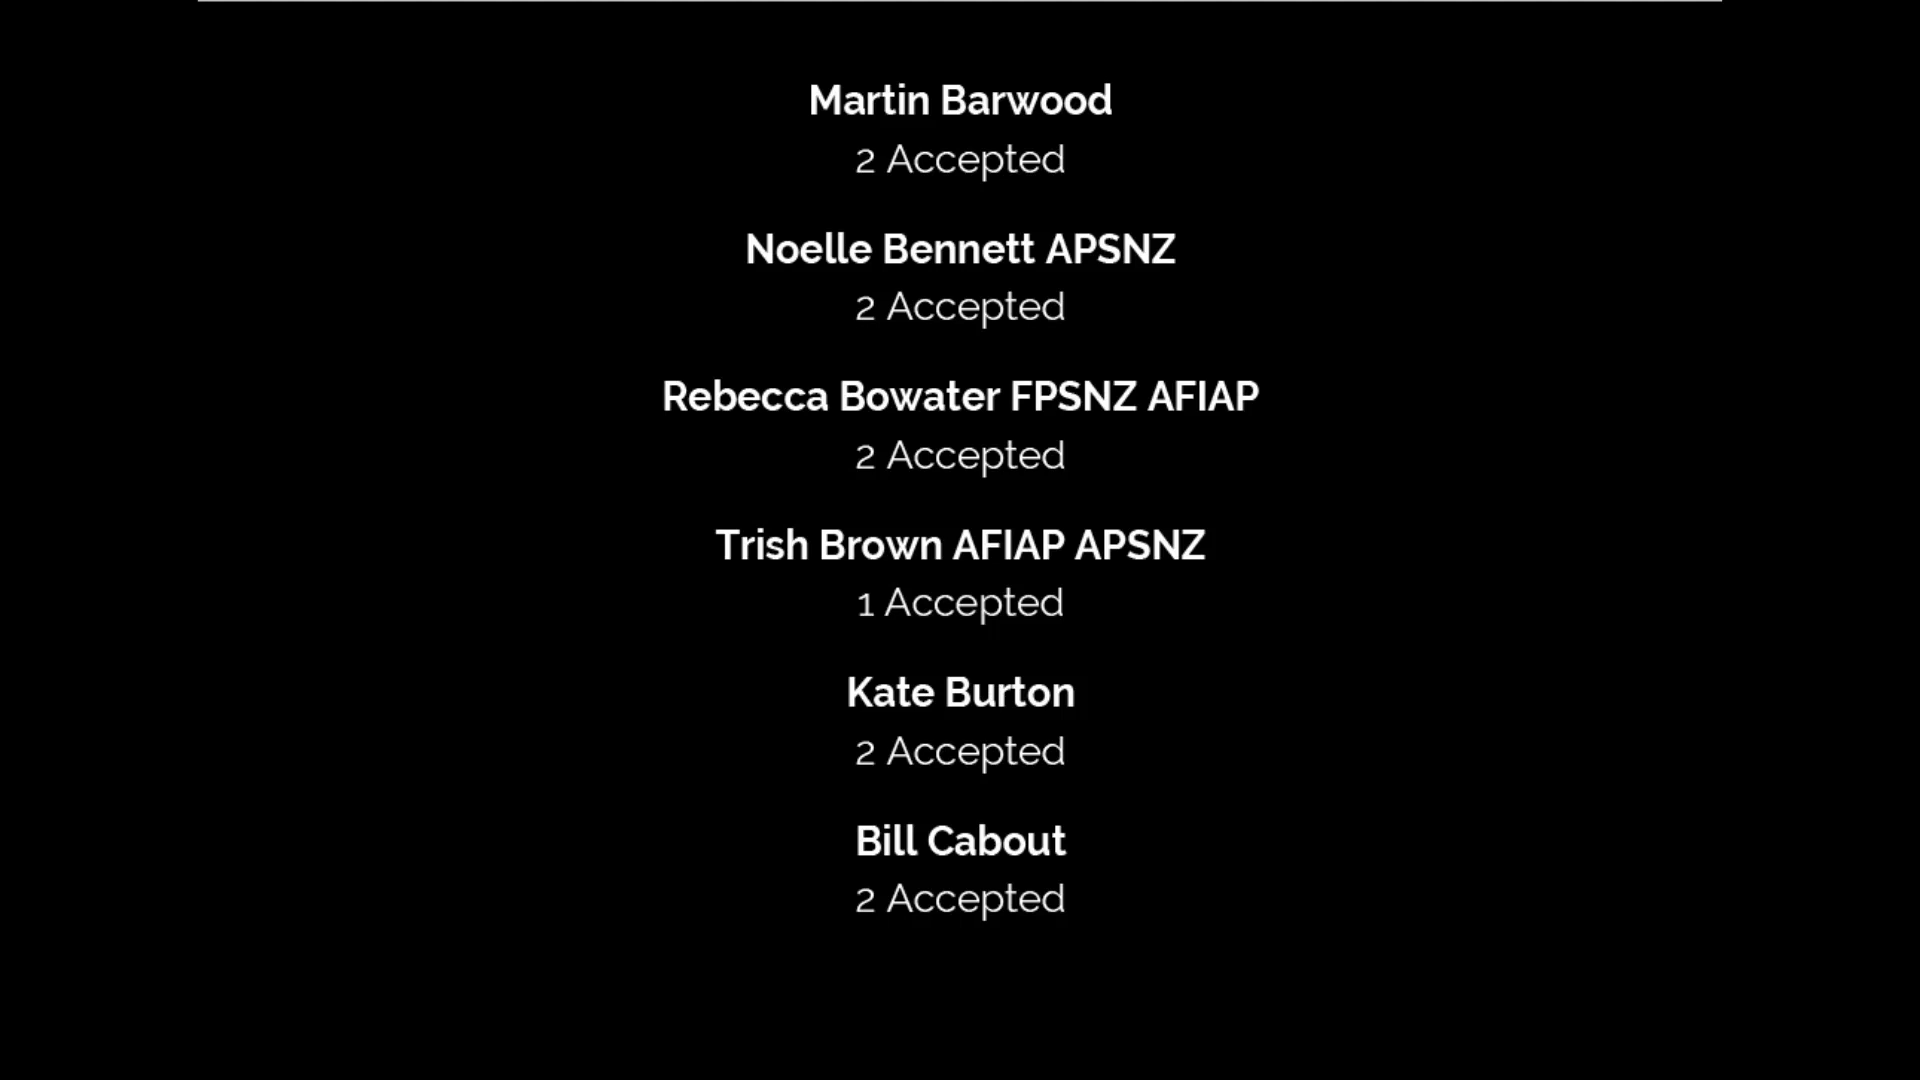 Martin Barwood
2 Accepted
Noelle Bennett APSNZ
2 Accepted
Rebecca Bowater FPSNZ AFIAP
2 Accepted
Trish Brown AFIAP APSNZ
1 Accepted
Kate Burton
2 Accepted
Bill Cabout
2 Accepted